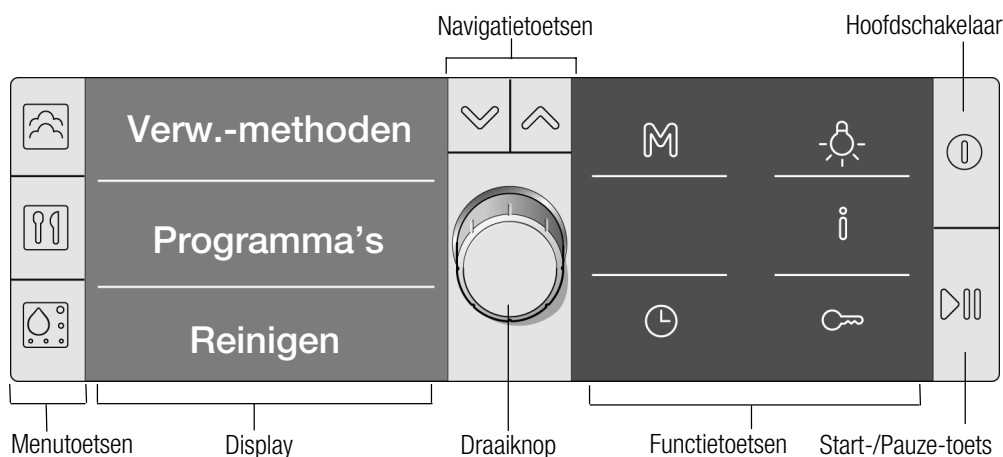 Navigatietoetsen
Hoofdschakelaar
Verw.-methoden
M
Programma's
i
Reinigen
Menutoetsen
Display
Draaiknop
Functietoetsen
Start-/Pauze-toets